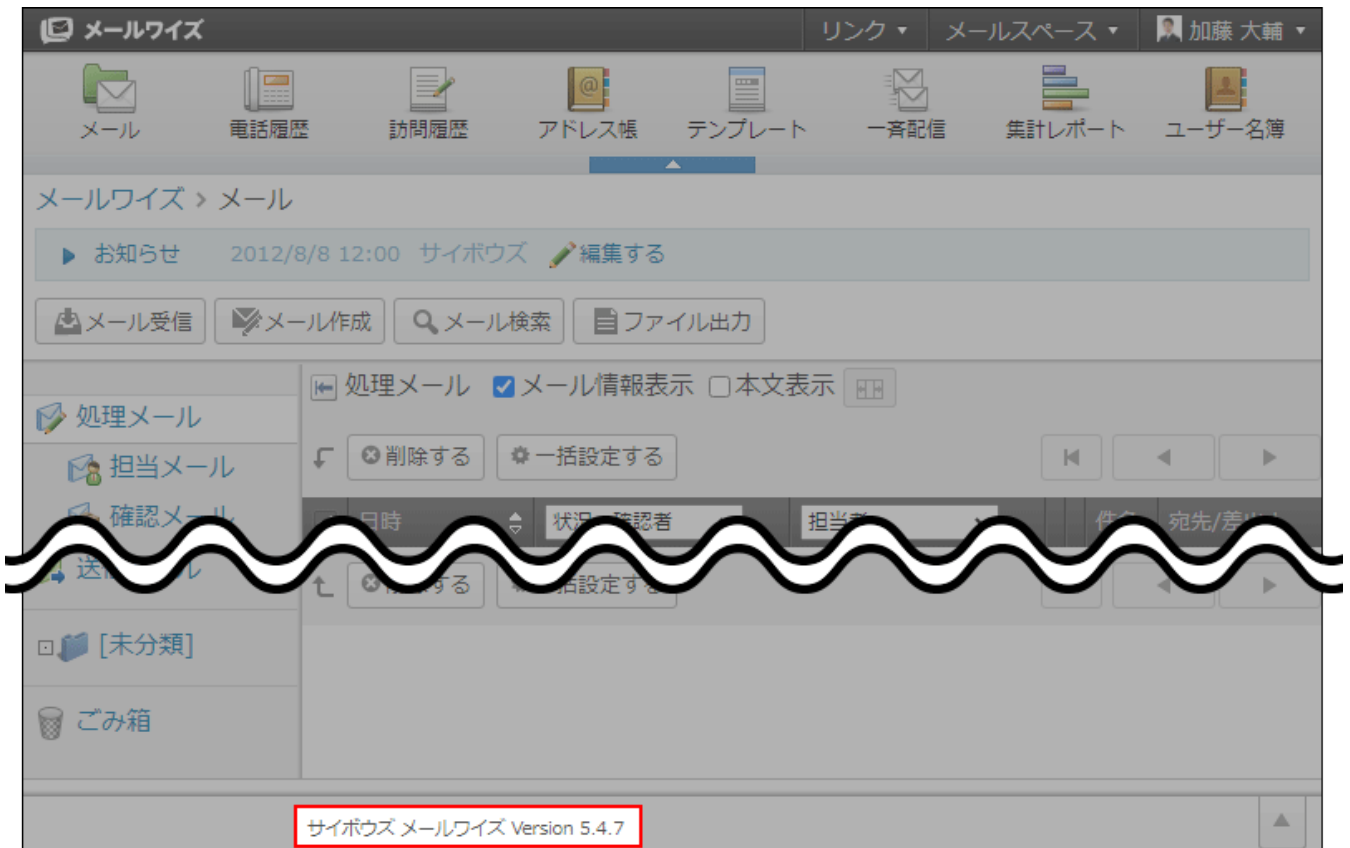 メールワイズ リンク メールスペース 加藤 大輔
メール 電話履歴 訪問履歴 アドレス帳 テンプレート 一斉配信 集計レポート ユーザー名簿
メールワイズ > メール
お知らせ 2012/8/8 12:00 サイボウズ 編集する
メール受信 メール作成 メール検索 ファイル出力
処理メール メール情報表示 本文表示
処理メール
削除する 一括設定する
担当メール
確認メール
日時 担当者 件名
[未分類]
ごみ箱
サイボウズ メールワイズ Version 5.4.7